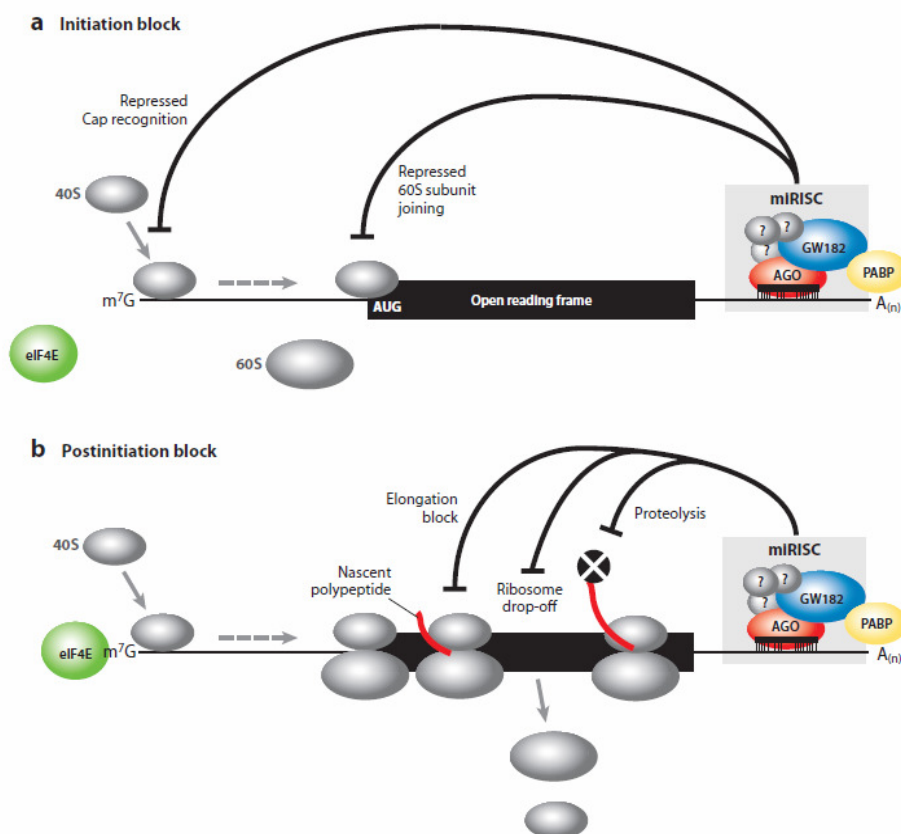 a Initiation block
Repressed
Cap recognition
40S
Repressed
60S subunit
joining
miRISC
?
?
?
GW182
AGO
PABP
m7G
AUG
Open reading frame
A(n)
eIF4E
60S
b Postinitiation block
Elongation
block
Proteolysis
40S
Nascent
polypeptide
Ribosome
drop-off
miRISC
?
?
?
GW182
AGO
PABP
eIF4E
m7G
A(n)